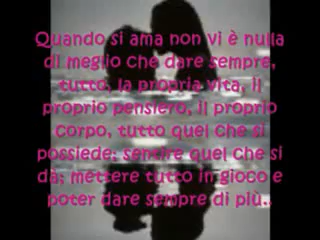 Quando si ama non vi è nulla
di meglio che dare sempre,
tutto, la propria vita, il
proprio pensiero, il proprio
corpo, tutto quel che si
possiede; sentire quel che si
dà; mettere tutto in gioco e
poter dare sempre di più..